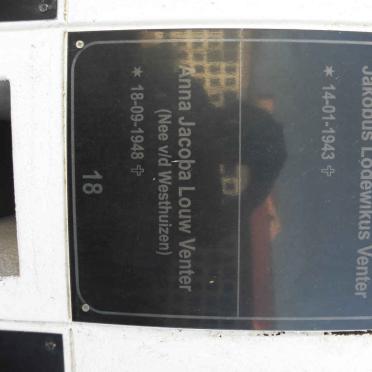 Jakobus Lodewikus Venter
✶ 14-01-1943 ✞
Anna Jacoba Louw Venter
(Nee v/d Westhuizen)
✶ 18-09-1948 ✞
18